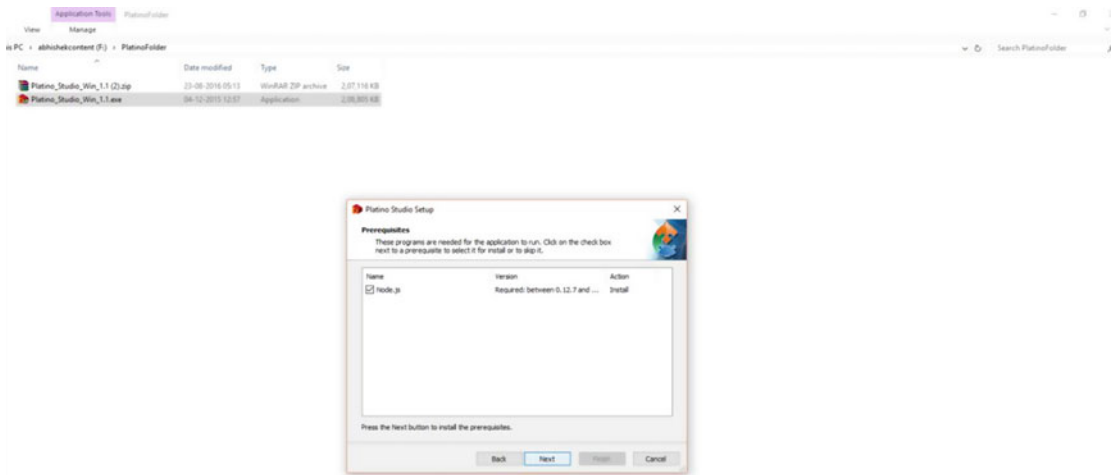 Application Tools PlatinoFolder
View Manage
is PC › abhishekcontent (F:) › PlatinoFolder
Search PlatinoFolder
Name Date modified Type Size
Platino_Studio_Win_1.1 (2).zip 23-08-2016 05:13 WinRAR ZIP archive 2,07,116 KB
Platino_Studio_Win_1.1.exe 04-12-2015 12:57 Application 2,08,805 KB
Platino Studio Setup
Prerequisites
These programs are needed for the application to run. Click on the check box
next to a prerequisite to select it for install or to skip it.
Name Version Action
Node.js Required: between 0.12.7 and ... Install
Press the Next button to install the prerequisites.
Back Next Finish Cancel